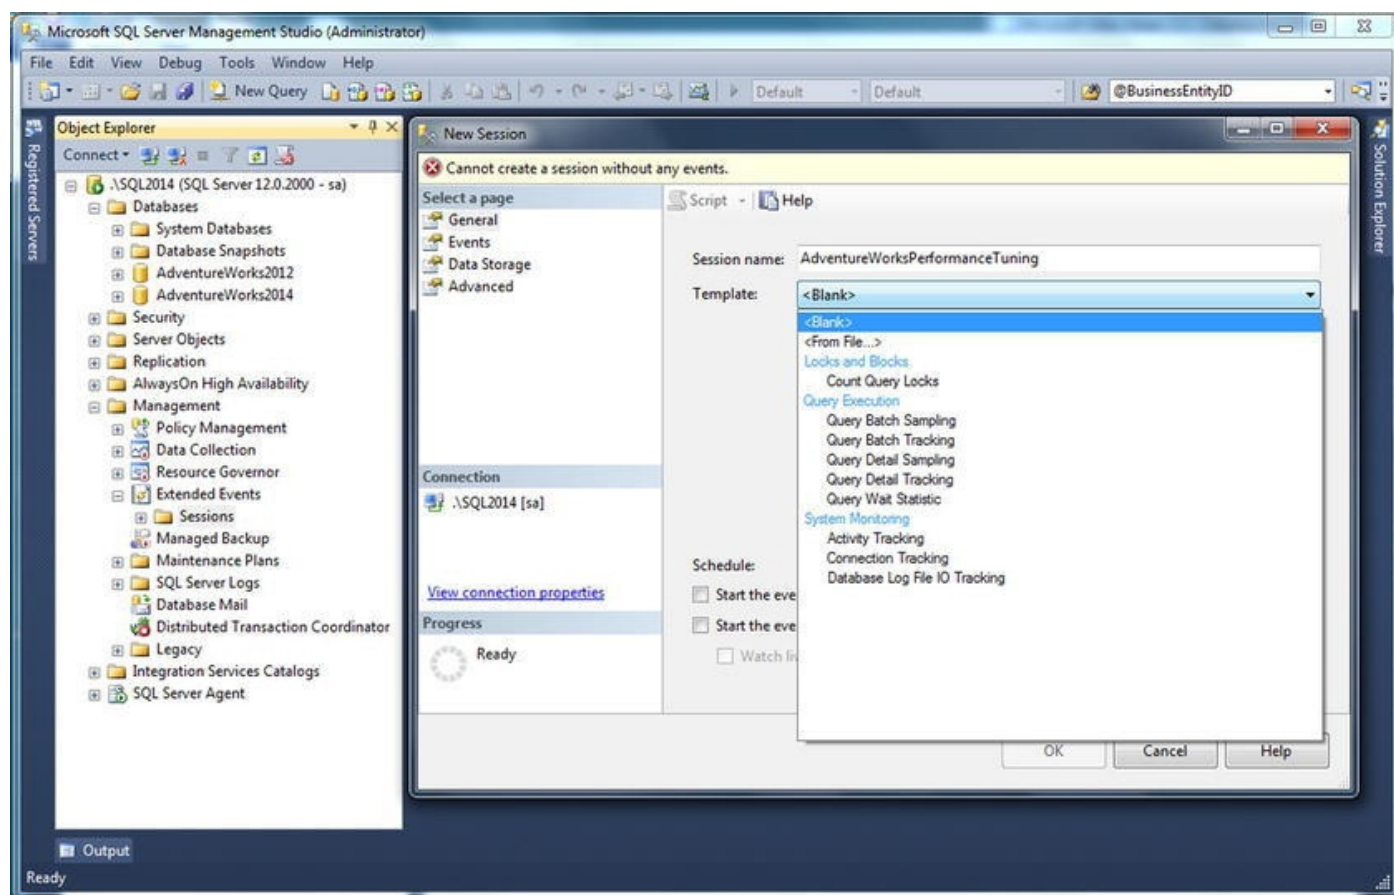 Microsoft SQL Server Management Studio (Administrator)
File Edit View Debug Tools Window Help
New Query Default Default @BusinessEntityID
Registered Servers
Object Explorer
Connect
.\SQL2014 (SQL Server 12.0.2000 - sa)
Databases
System Databases
Database Snapshots
AdventureWorks2012
AdventureWorks2014
Security
Server Objects
Replication
AlwaysOn High Availability
Management
Policy Management
Data Collection
Resource Governor
Extended Events
Sessions
Managed Backup
Maintenance Plans
SQL Server Logs
Database Mail
Distributed Transaction Coordinator
Legacy
Integration Services Catalogs
SQL Server Agent
New Session
Cannot create a session without any events.
Select a page
General
Events
Data Storage
Advanced
Connection
.\SQL2014 [sa]
View connection properties
Progress
Ready
Script Help
Session name: AdventureWorksPerformanceTuning
Template: <Blank>
<Blank>
<From File...>
Locks and Blocks
Count Query Locks
Query Execution
Query Batch Sampling
Query Batch Tracking
Query Detail Sampling
Query Detail Tracking
Query Wait Statistic
System Monitoring
Activity Tracking
Connection Tracking
Database Log File IO Tracking
Schedule:
Start the eve
Start the eve
Watch li
OK Cancel Help
Solution Explorer
Output
Ready